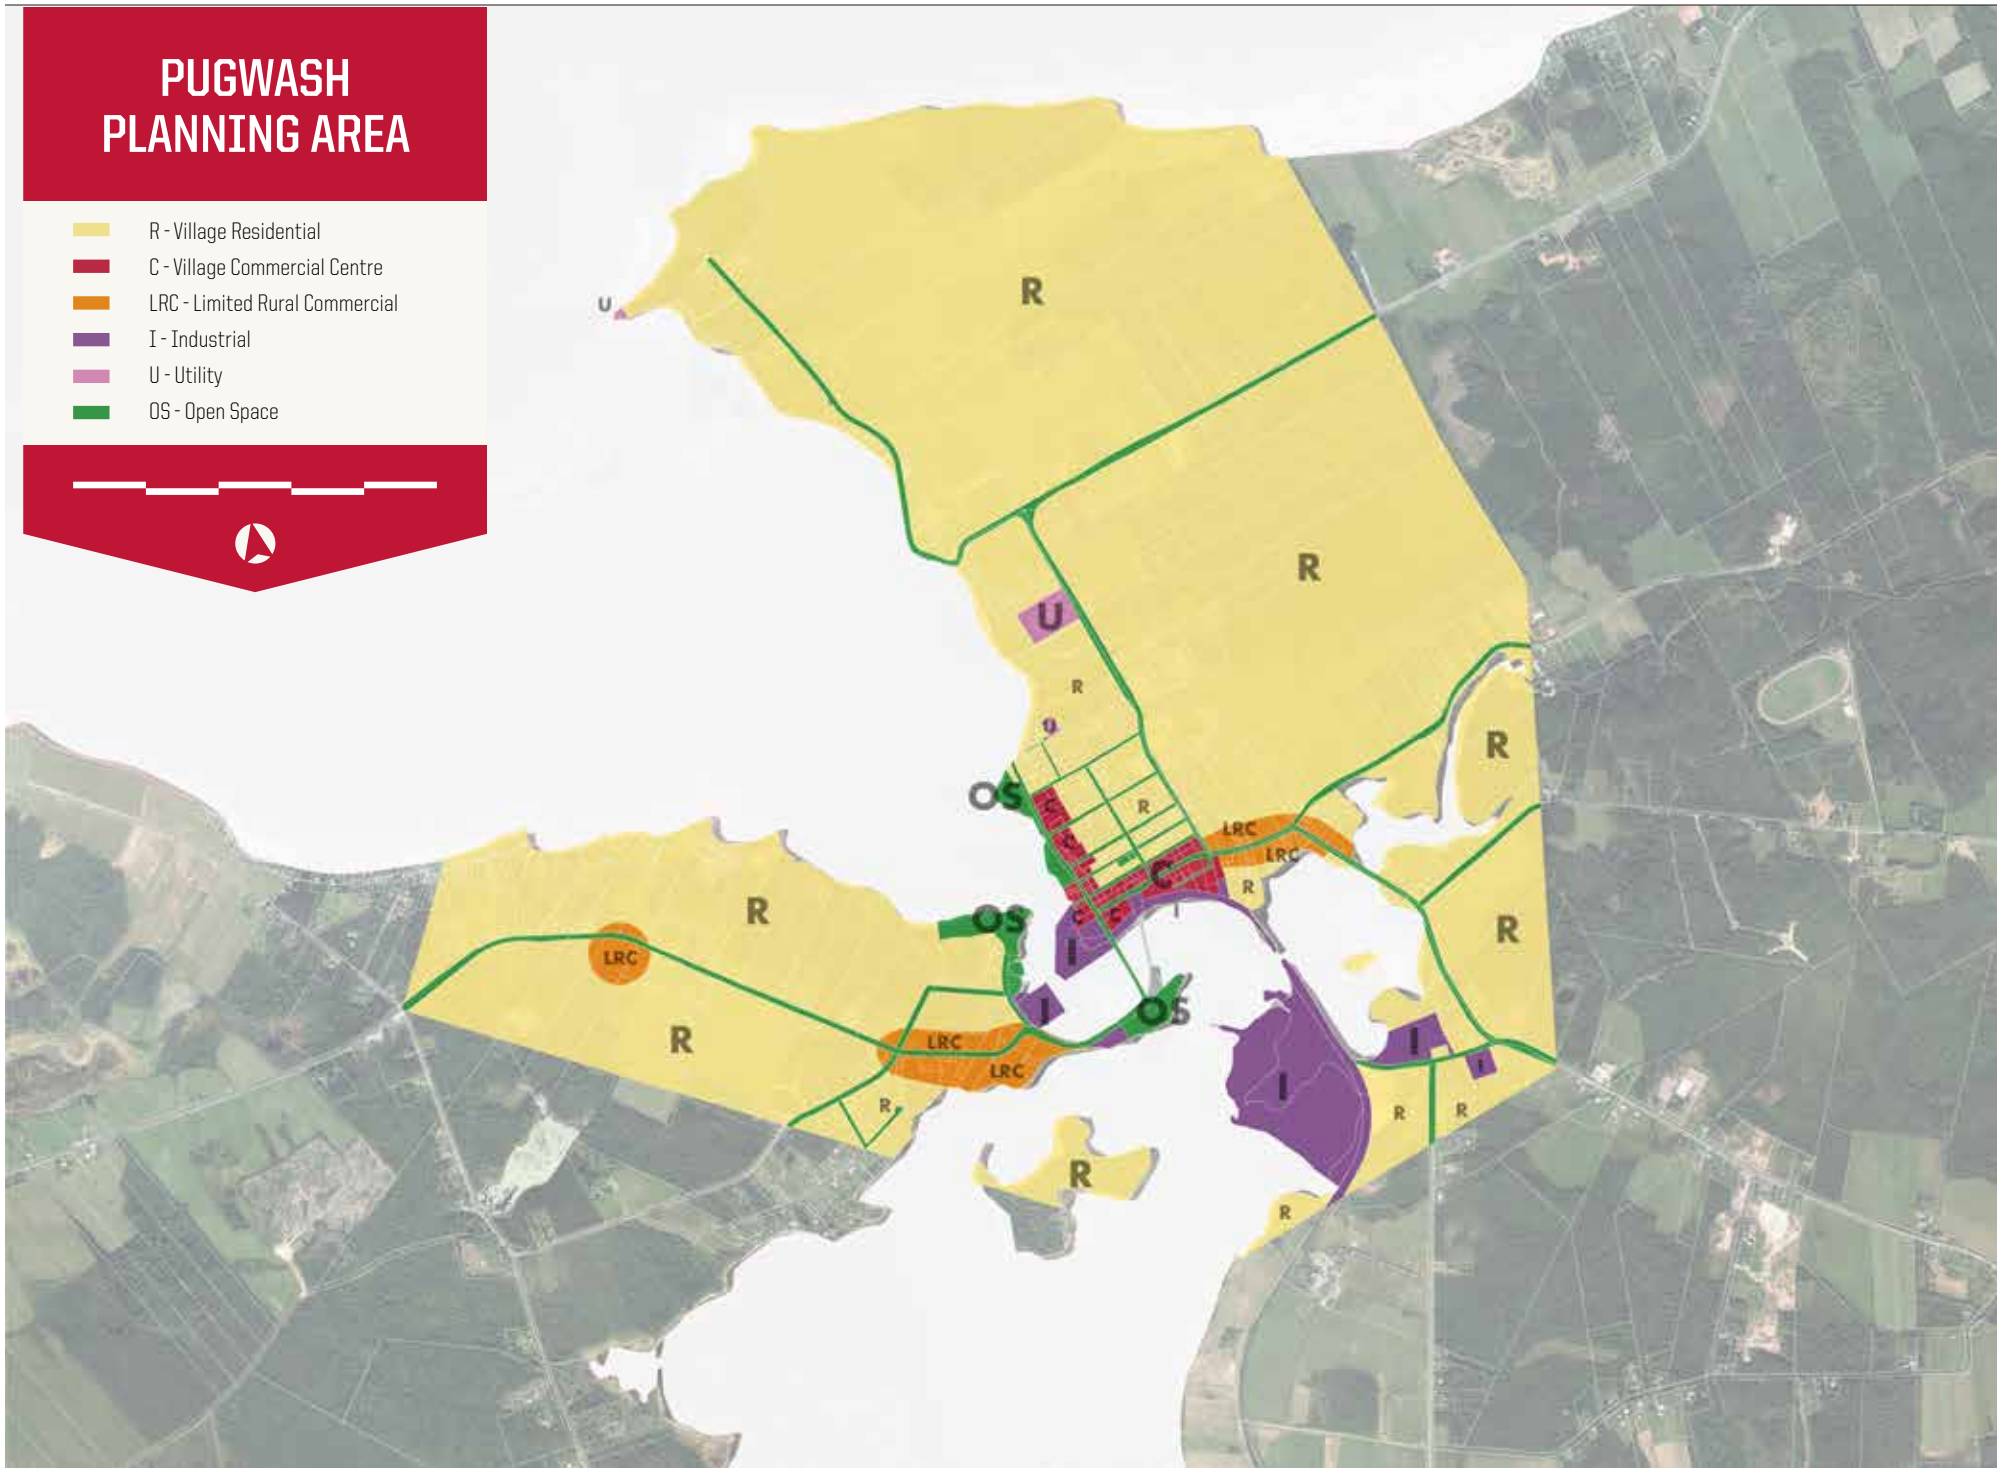 PUGWASH
PLANNING AREA
R - Village Residential
C - Village Commercial Centre
LRC - Limited Rural Commercial
I - Industrial
U - Utility
OS - Open Space
R
U
R
U
R
R
OS
C
R
LRC
C
LRC
C
R
R
OS
C
C
I
R
LRC
I
I
OS
R
LRC
I
I
LRC
I
R
R
R
R
R